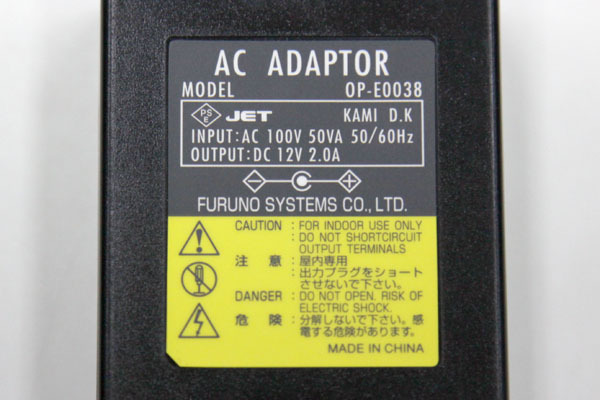 AC ADAPTOR
MODEL OP-E0038
PS E JET KAMI D.K
INPUT:AC 100V 50VA 50/60Hz
OUTPUT:DC 12V 2.0A
FURUNO SYSTEMS CO., LTD.
CAUTION : FOR INDOOR USE ONLY
: DO NOT SHORTCIRCUIT
OUTPUT TERMINALS
注 意 : 屋内専用
: 出力プラグをショート
させないで下さい。
DANGER : DO NOT OPEN. RISK OF
ELECTRIC SHOCK.
危 険 : 分解しないで下さい。感
電する危険があります。
MADE IN CHINA